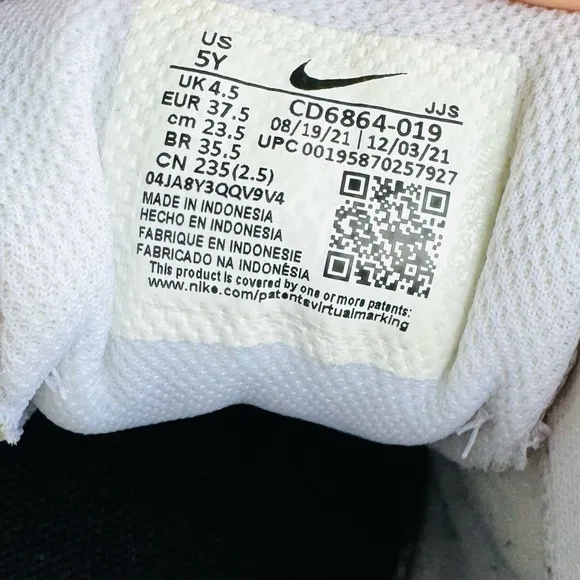 US
5Y
UK 4.5
EUR 37.5
cm 23.5
BR 35.5
CN 235(2.5)
JJS
CD6864-019
08/19/21 | 12/03/21
UPC 00195870257927
04JA8Y3QQV9V4
MADE IN INDONESIA
HECHO EN INDONESIA
FABRIQUE EN INDONESIE
FABRICADO NA INDONÉSIA
This product is covered by one or more patents:
www.nike.com/patentsvirtualmarking